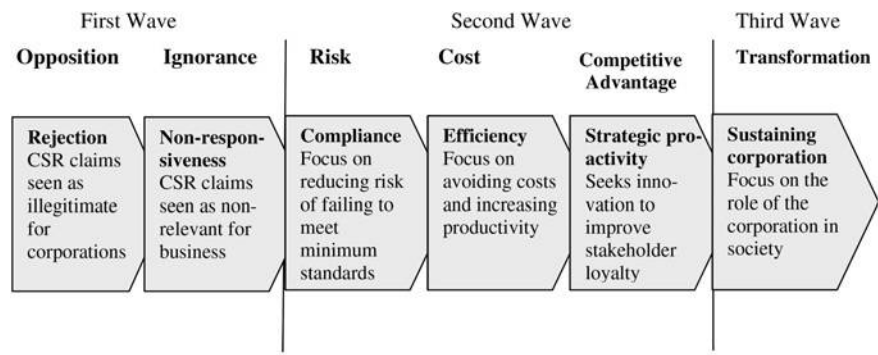 First Wave
Second Wave
Third Wave
Opposition
Ignorance
Risk
Cost
Competitive
Advantage
Transformation
Rejection
CSR claims
seen as
illegitimate
for
corporations
Non-respon-
siveness
CSR claims
seen as non-
relevant for
business
Compliance
Focus on
reducing risk
of failing to
meet
minimum
standards
Efficiency
Focus on
avoiding costs
and increasing
productivity
Strategic pro-
activity
Seeks inno-
vation to
improve
stakeholder
loyalty
Sustaining
corporation
Focus on the
role of the
corporation in
society